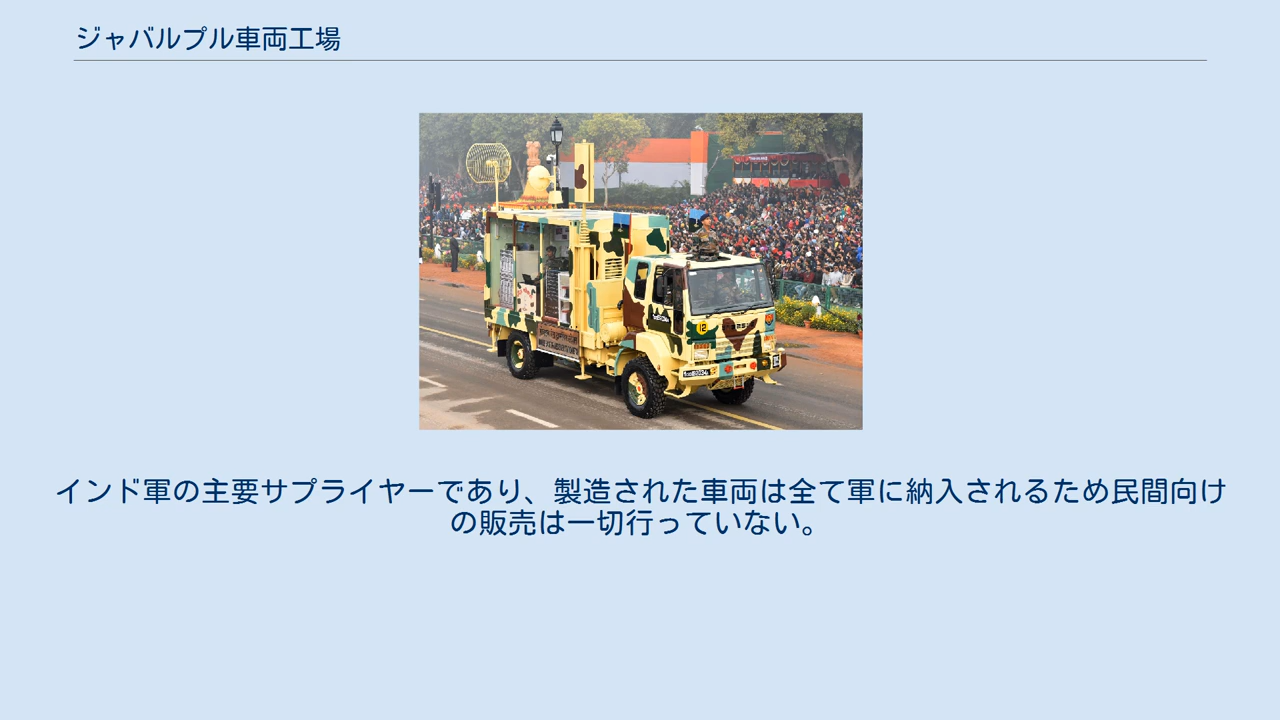 ジャバルプル車両工場
12
インド軍の主要サプライヤーであり、製造された車両は全て軍に納入されるため民間向け
の販売は一切行っていない。